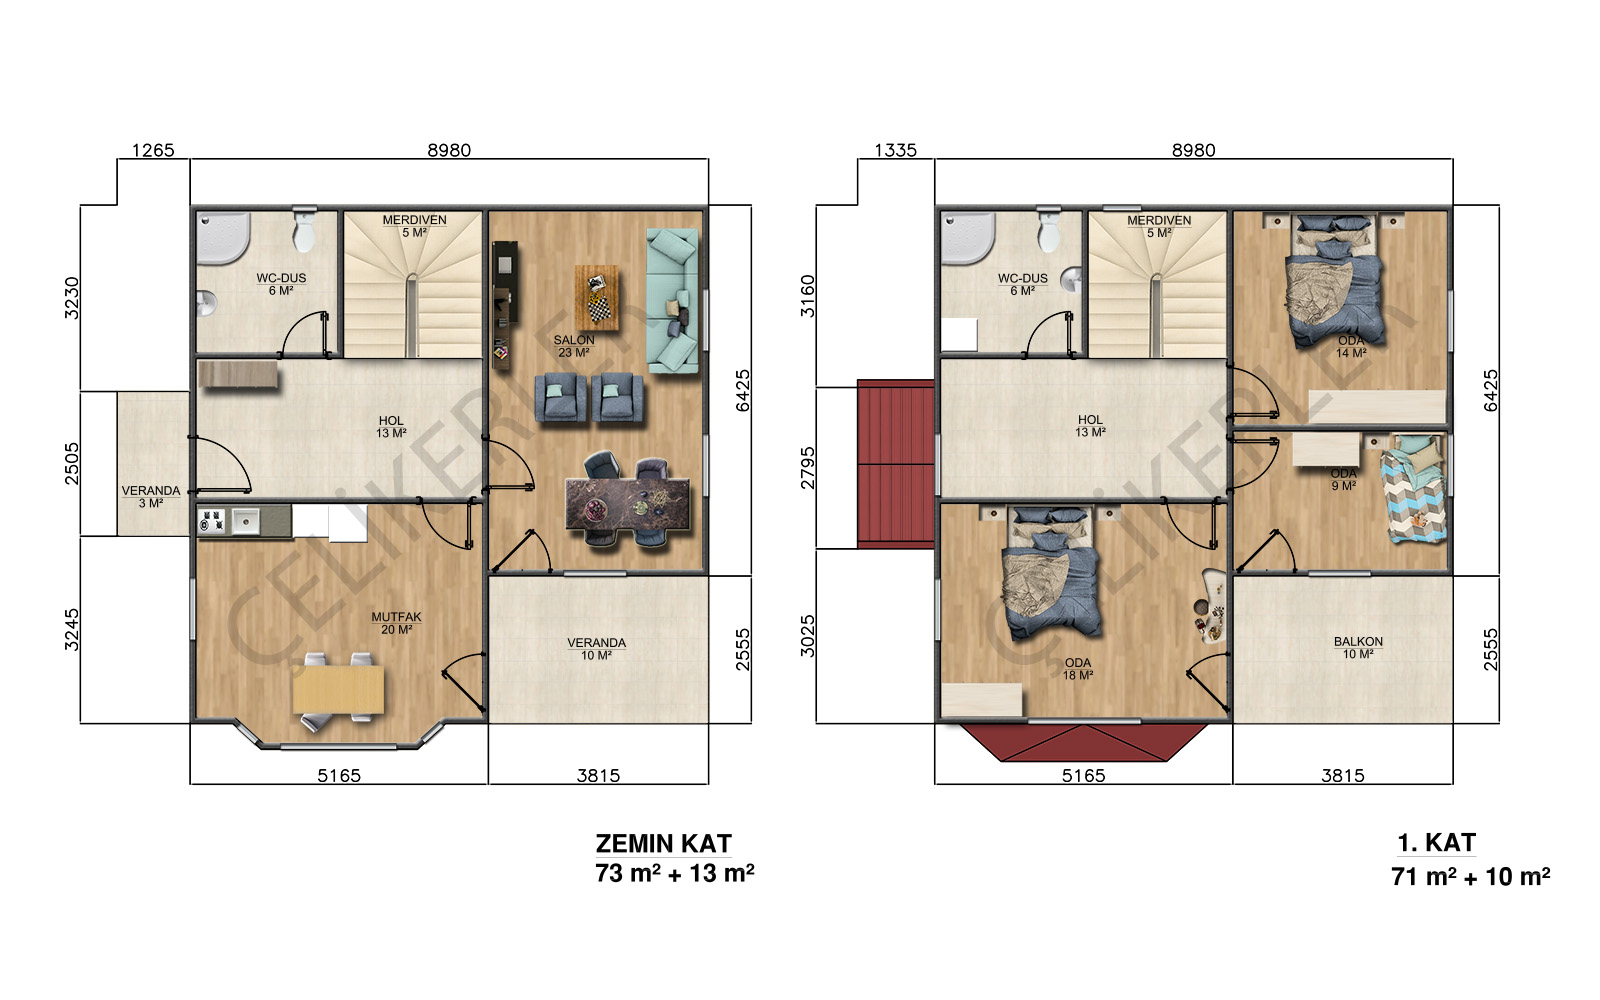 1265
8980
3230
2505
3245
6425
2555
MERDIVEN
5 M²
WC-DUS
6 M²
SALON
23 M²
HOL
13 M²
VERANDA
3 M²
MUTFAK
20 M²
VERANDA
10 M²
5165
3815
ÇELİKERLER
ZEMIN KAT
73 m² + 13 m²
1335
8980
3160
2795
3025
6425
2555
MERDIVEN
5 M²
WC-DUS
6 M²
ODA
14 M²
HOL
13 M²
ODA
9 M²
ODA
18 M²
BALKON
10 M²
5165
3815
ÇELİKERLER
1. KAT
71 m² + 10 m²